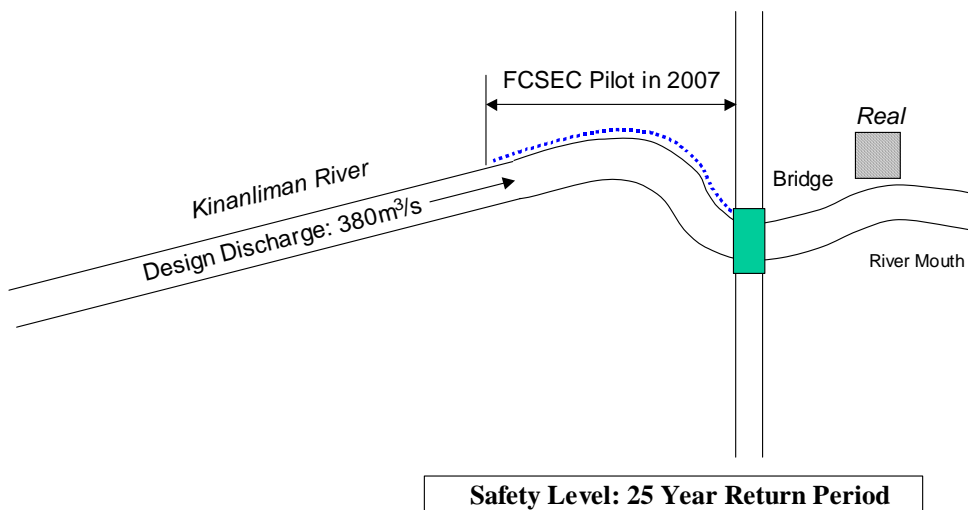 FCSEC Pilot in 2007
Real
Kinanliman River
Bridge
Design Discharge: 380m³/s
River Mouth
Safety Level: 25 Year Return Period